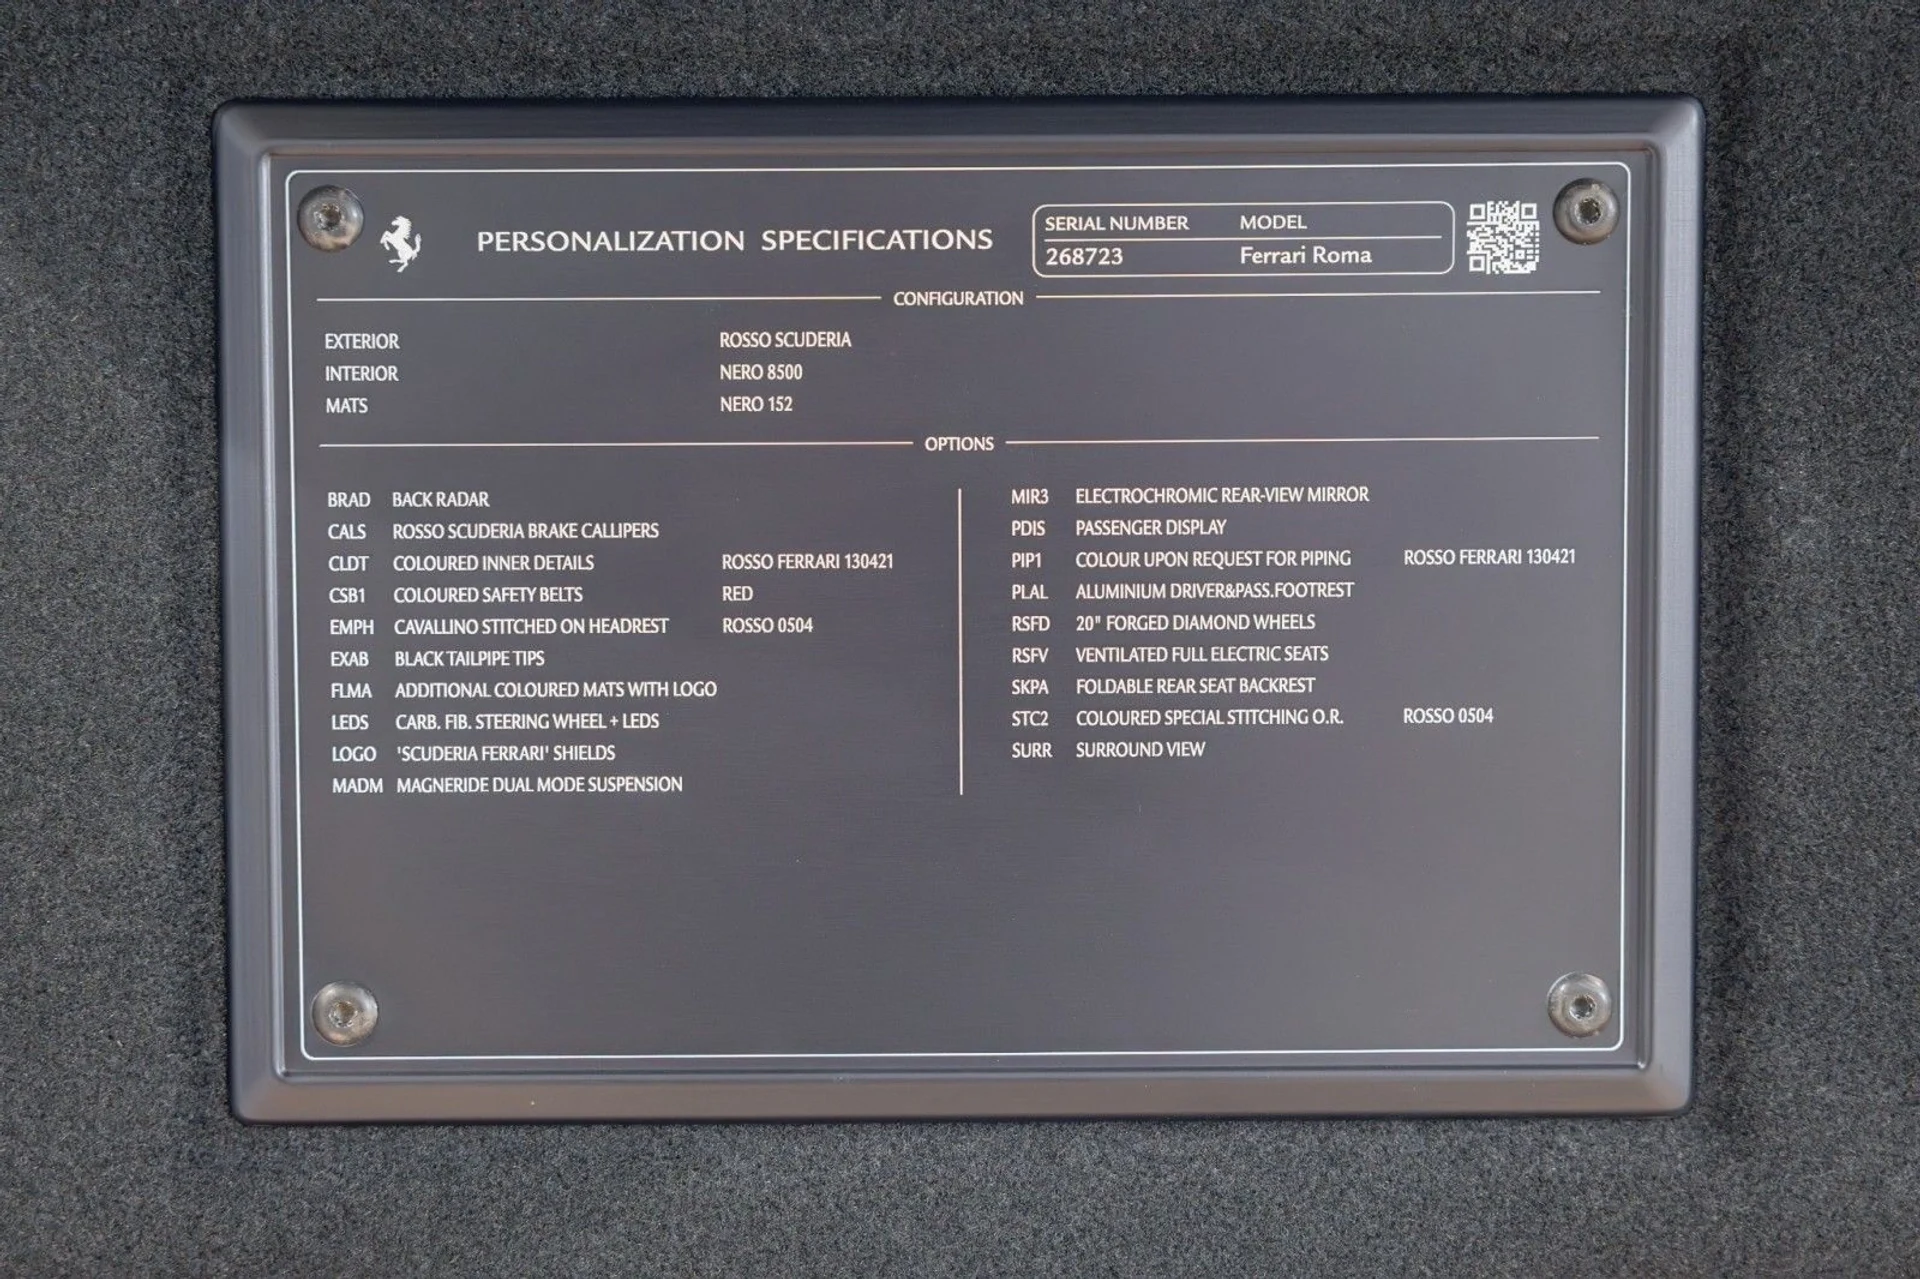 PERSONALIZATION SPECIFICATIONS
SERIAL NUMBER MODEL
268723 Ferrari Roma
CONFIGURATION
EXTERIOR ROSSO SCUDERIA
INTERIOR NERO 8500
MATS NERO 152
OPTIONS
BRAD BACK RADAR
CALS ROSSO SCUDERIA BRAKE CALLIPERS
CLDT COLOURED INNER DETAILS ROSSO FERRARI 130421
CSB1 COLOURED SAFETY BELTS RED
EMPH CAVALLINO STITCHED ON HEADREST ROSSO 0504
EXAB BLACK TAILPIPE TIPS
FLMA ADDITIONAL COLOURED MATS WITH LOGO
LEDS CARB. FIB. STEERING WHEEL + LEDS
LOGO 'SCUDERIA FERRARI' SHIELDS
MADM MAGNERIDE DUAL MODE SUSPENSION
MIR3 ELECTROCHROMIC REAR-VIEW MIRROR
PDIS PASSENGER DISPLAY
PIP1 COLOUR UPON REQUEST FOR PIPING ROSSO FERRARI 130421
PLAL ALUMINIUM DRIVER&PASS.FOOTREST
RSFD 20" FORGED DIAMOND WHEELS
RSFV VENTILATED FULL ELECTRIC SEATS
SKPA FOLDABLE REAR SEAT BACKREST
STC2 COLOURED SPECIAL STITCHING O.R. ROSSO 0504
SURR SURROUND VIEW